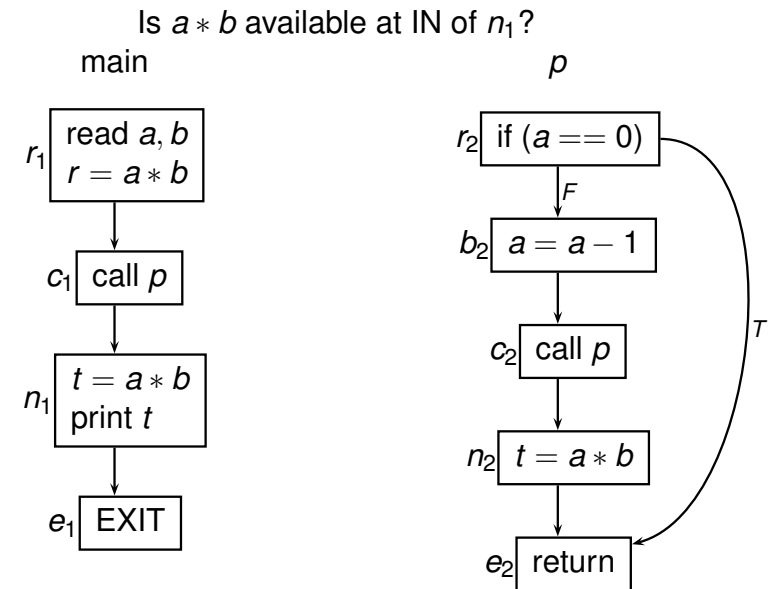 Is a ∗ b available at IN of n₁?
main
r₁
read a, b
r = a ∗ b
c₁
call p
n₁
t = a ∗ b
print t
e₁
EXIT
p
r₂
if (a == 0)
F
T
b₂
a = a − 1
c₂
call p
n₂
t = a ∗ b
e₂
return